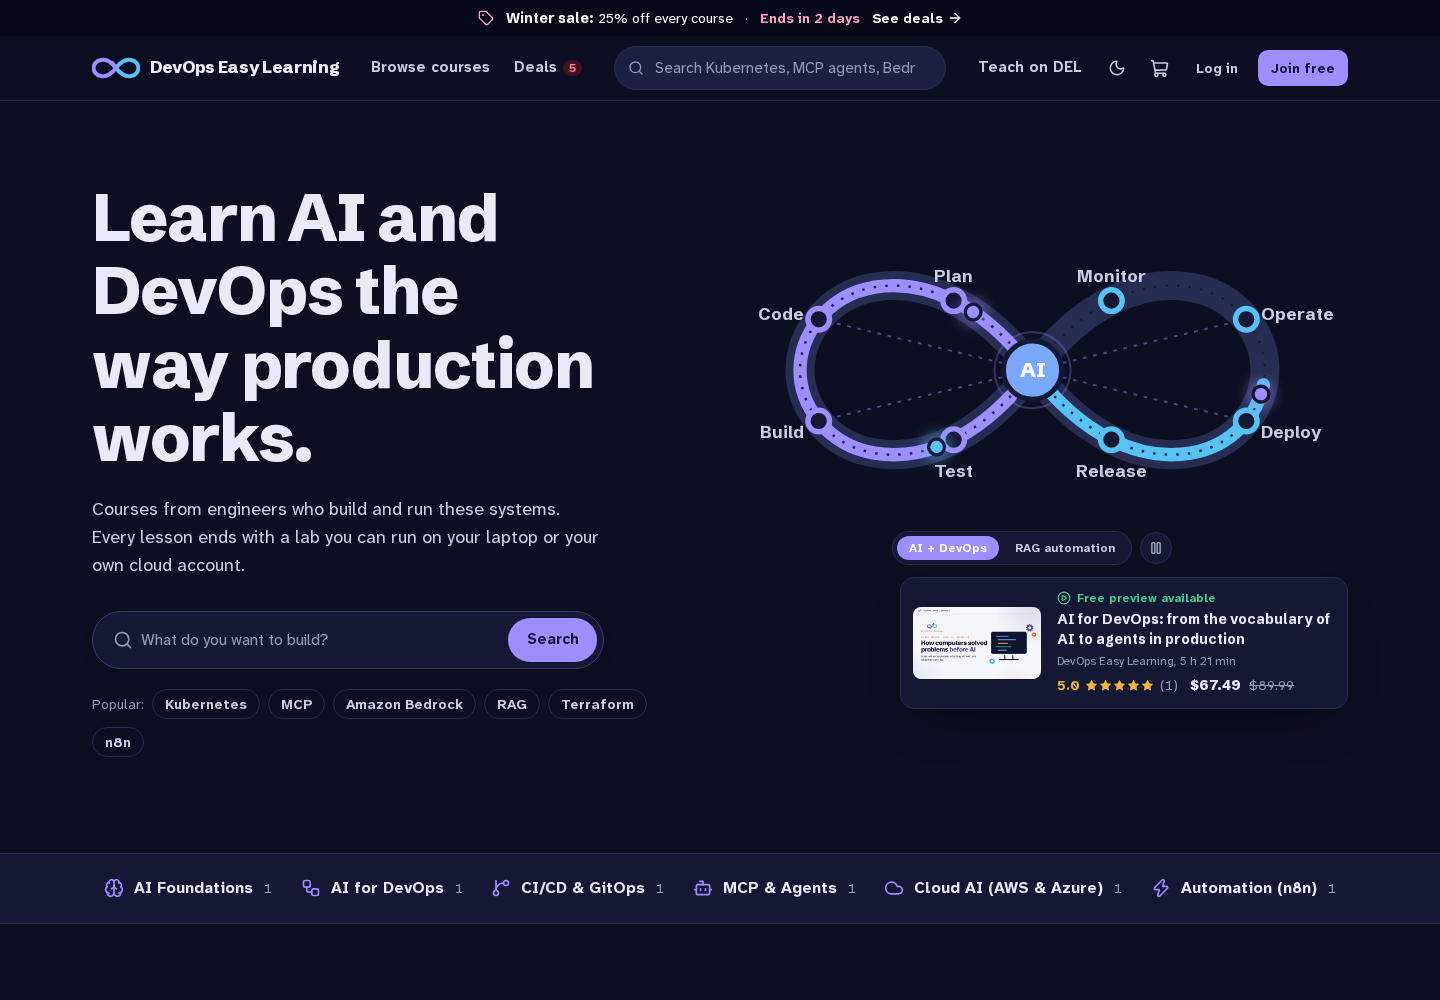 Winter sale: 25% off every course · Ends in 2 days See deals →
DevOps Easy Learning Browse courses Deals 5 Search Kubernetes, MCP agents, Bedr Teach on DEL Log in Join free
Learn AI and
DevOps the
way production
works.
Courses from engineers who build and run these systems.
Every lesson ends with a lab you can run on your laptop or your
own cloud account.
What do you want to build? Search
Popular: Kubernetes MCP Amazon Bedrock RAG Terraform
n8n
Plan Monitor
Code Operate
AI
Build Deploy
Test Release
AI + DevOps RAG automation
How computers solved
problems before AI
Free preview available
AI for DevOps: from the vocabulary of
AI to agents in production
DevOps Easy Learning, 5 h 21 min
5.0 (1) $67.49 $89.99
AI Foundations 1 AI for DevOps 1 CI/CD & GitOps 1 MCP & Agents 1 Cloud AI (AWS & Azure) 1 Automation (n8n) 1